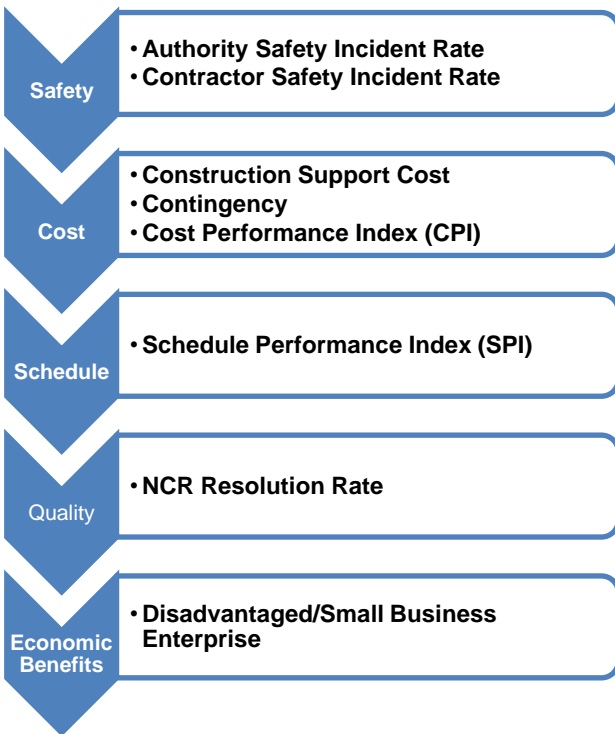 Safety
• Authority Safety Incident Rate
• Contractor Safety Incident Rate
Cost
• Construction Support Cost
• Contingency
• Cost Performance Index (CPI)
Schedule
• Schedule Performance Index (SPI)
Quality
• NCR Resolution Rate
Economic
Benefits
• Disadvantaged/Small Business
Enterprise